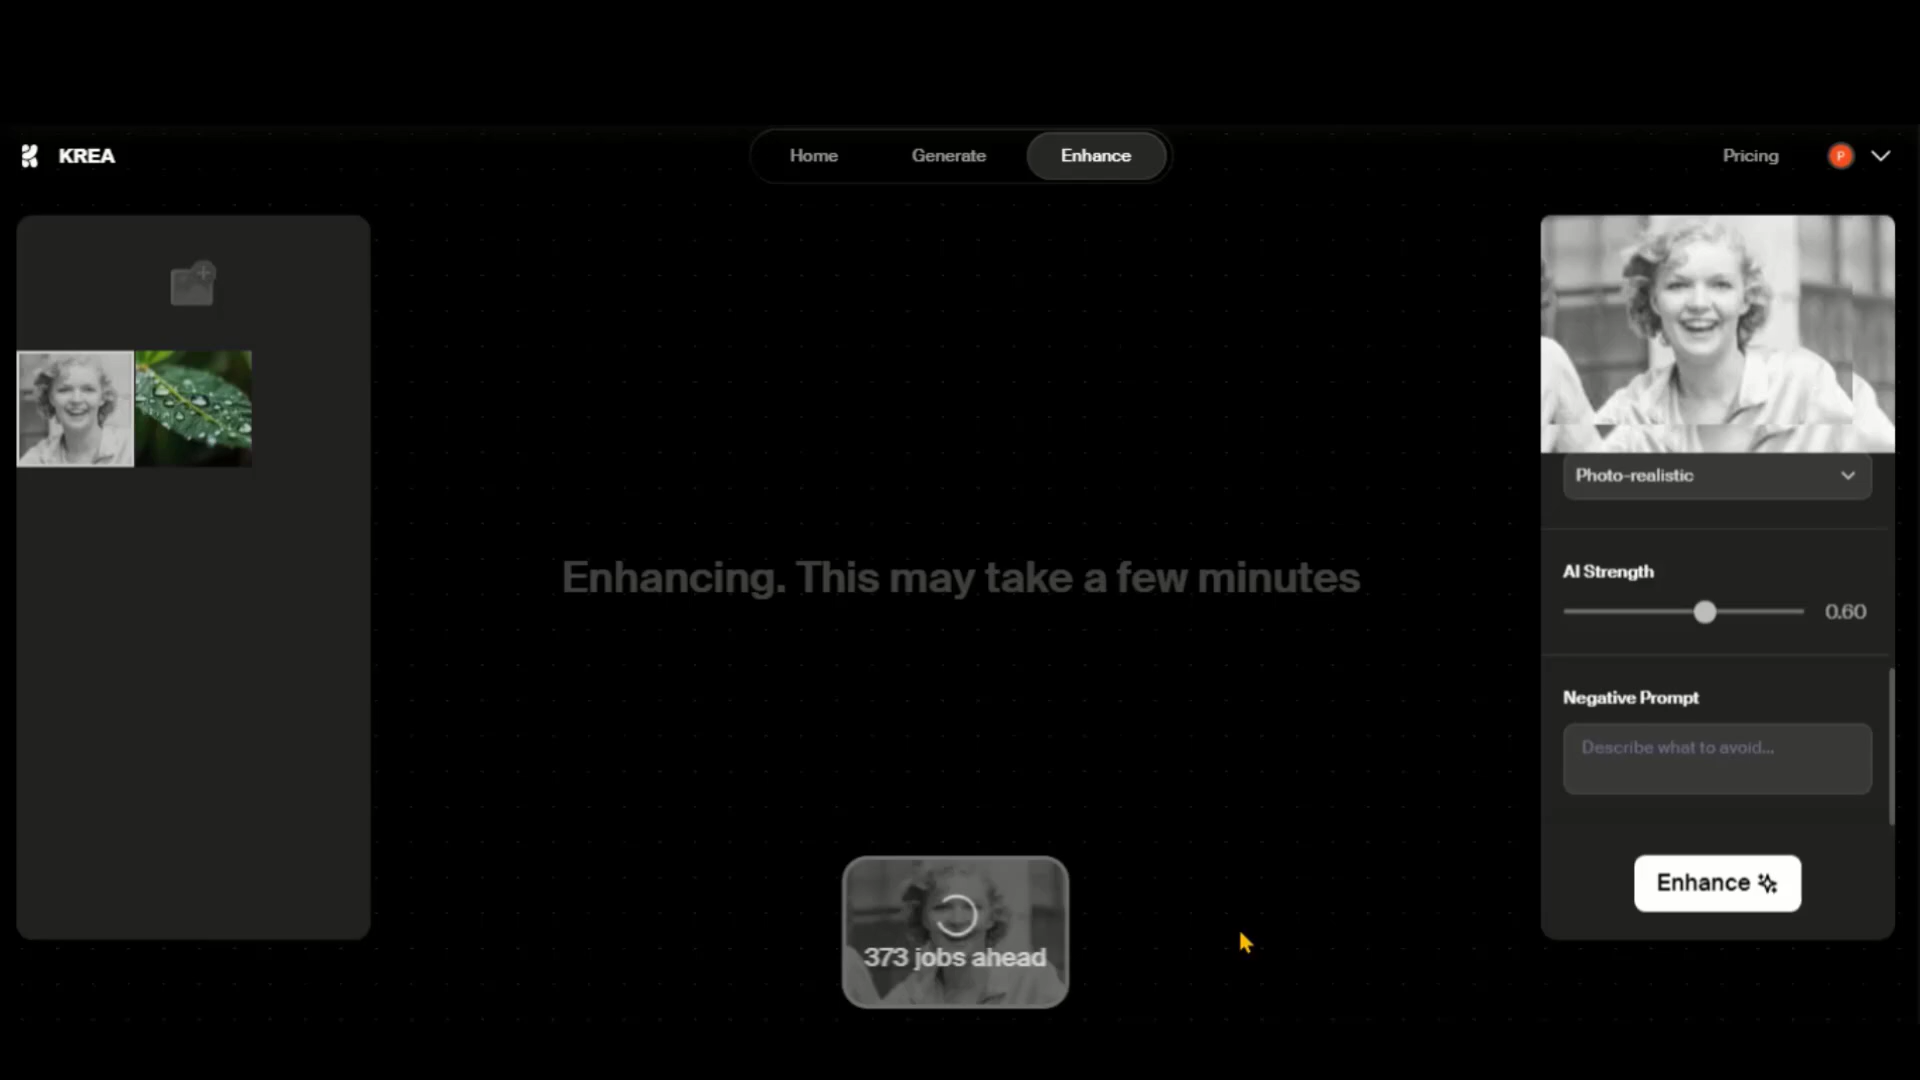 KREA
Home
Generate
Enhance
Pricing
P
Photo-realistic
AI Strength
0.60
Enhancing. This may take a few minutes
Negative Prompt
Describe what to avoid...
Enhance
373 jobs ahead